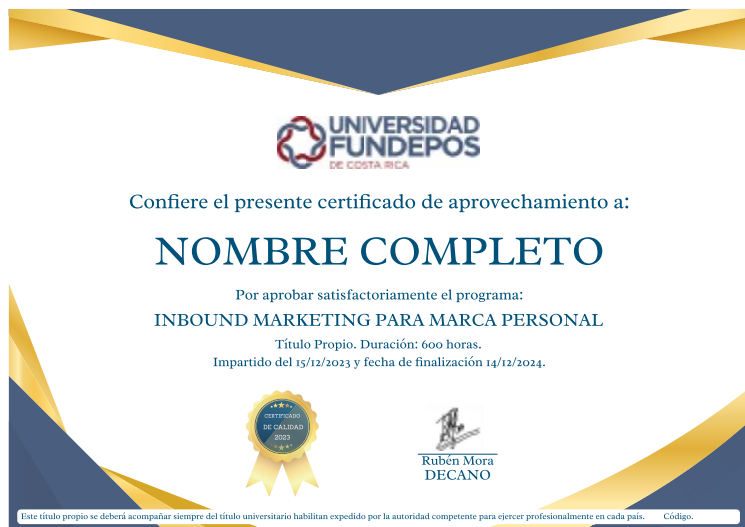 UNIVERSIDAD
FUNDEPOS
DE COSTA RICA
Confiere el presente certificado de aprovechamiento a:
NOMBRE COMPLETO
Por aprobar satisfactoriamente el programa:
INBOUND MARKETING PARA MARCA PERSONAL
Título Propio. Duración: 600 horas.
Impartido del 15/12/2023 y fecha de finalización 14/12/2024.
CERTIFICADO
DE CALIDAD
2023
Rubén Mora
DECANO
Este título propio se deberá acompañar siempre del título universitario habilitan expedido por la autoridad competente para ejercer profesionalmente en cada país. Código.